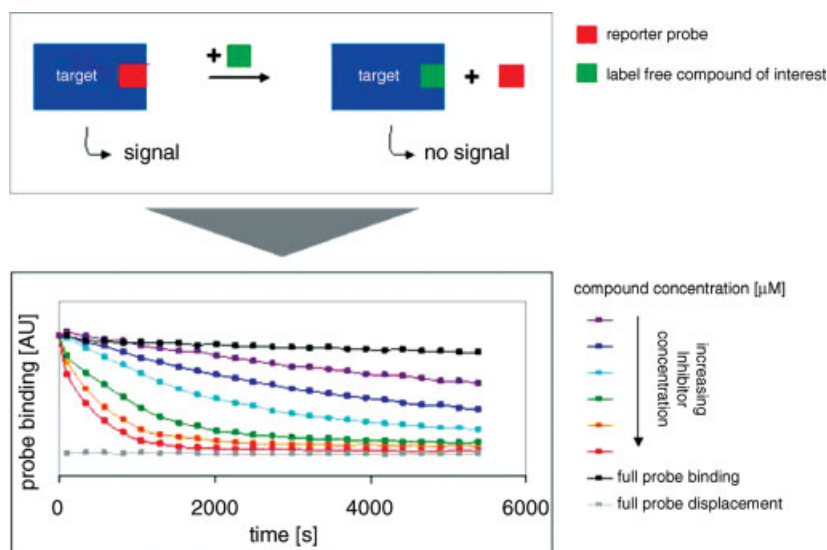 target
+
target
+
signal
no signal
reporter probe
label free compound of interest
probe binding [AU]
0
2000
4000
6000
time [s]
compound concentration [µM]
increasing
Inhibitor
concentration
full probe binding
full probe displacement